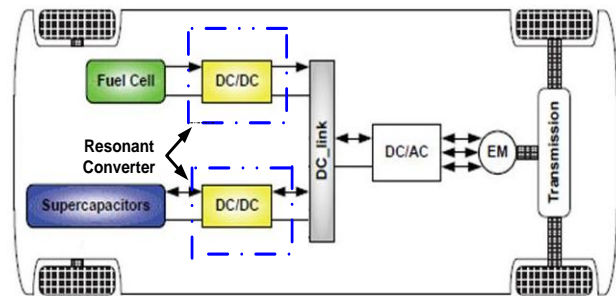 Fuel Cell
DC/DC
Resonant
Converter
Supercapacitors
DC/DC
DC_link
DC/AC
EM
Transmission